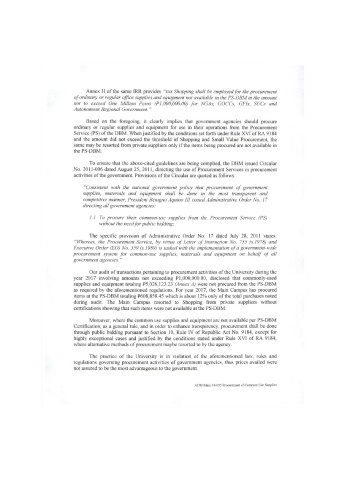 Annex H of the same IRR provides "xxx Shopping shall be employed for the procurement
of ordinary or regular office supplies and equipment not available in the PS-DBM in the amount
not to exceed One Million Pesos (₱1,000,000.00) for NGAs, GOCCs, GFIs, SUCs and
Autonomous Regional Government."
Based on the foregoing, it clearly implies that government agencies should procure
ordinary or regular supplies and equipment for use in their operations from the Procurement
Service (PS) of the DBM. When justified by the conditions set forth under Rule XVI of RA 9184
and the amount did not exceed the threshold of Shopping and Small Value Procurement, the
same may be resorted from private suppliers only if the items being procured are not available in
the PS-DBM.
To ensure that the above-cited guidelines are being complied, the DBM issued Circular
No. 2011-006 dated August 25, 2011, directing the use of Procurement Services in procurement
activities of the government. Provisions of the Circular are quoted as follows:
"Consistent with the national government policy that procurement of government
supplies, materials and equipment shall be done in the most transparent and
competitive manner, President Benigno Aquino III issued Administrative Order No. 17
directing all government agencies:
1.1 To procure their common-use supplies from the Procurement Service (PS)
without the need for public bidding;
The specific provision of Administrative Order No. 17 dated July 28, 2011 states:
"Whereas, the Procurement Service, by virtue of Letter of Instruction No. 755 (s.1978) and
Executive Order (EO) No. 359 (s.1989) is tasked with the implementation of a government-wide
procurement system for common-use supplies, materials and equipment on behalf of all
government agencies."
Our audit of transactions pertaining to procurement activities of the University during the
year 2017 involving amounts not exceeding ₱1,000,000.00, disclosed that commonly-used
supplies and equipment totaling ₱5,028,123.23 (Annex A) were not procured from the PS-DBM
as required by the aforementioned regulations. For year 2017, the Main Campus has procured
items at the PS-DBM totaling ₱608,858.45 which is about 12% only of the total purchases noted
during audit. The Main Campus resorted to Shopping from private suppliers without
certifications showing that such items were not available at the PS-DBM.
Moreover, where the common use supplies and equipment are not available per PS-DBM
Certification, as a general rule, and in order to enhance transparency, procurement shall be done
through public bidding pursuant to Section 10, Rule IV of Republic Act No. 9184, except for
highly exceptional cases and justified by the conditions stated under Rule XVI of RA 9184,
where alternative methods of procurement maybe resorted to by the agency.
The practice of the University is in violation of the aforementioned law, rules and
regulations governing procurement activities of government agencies, thus prices availed were
not assured to be the most advantageous to the government.